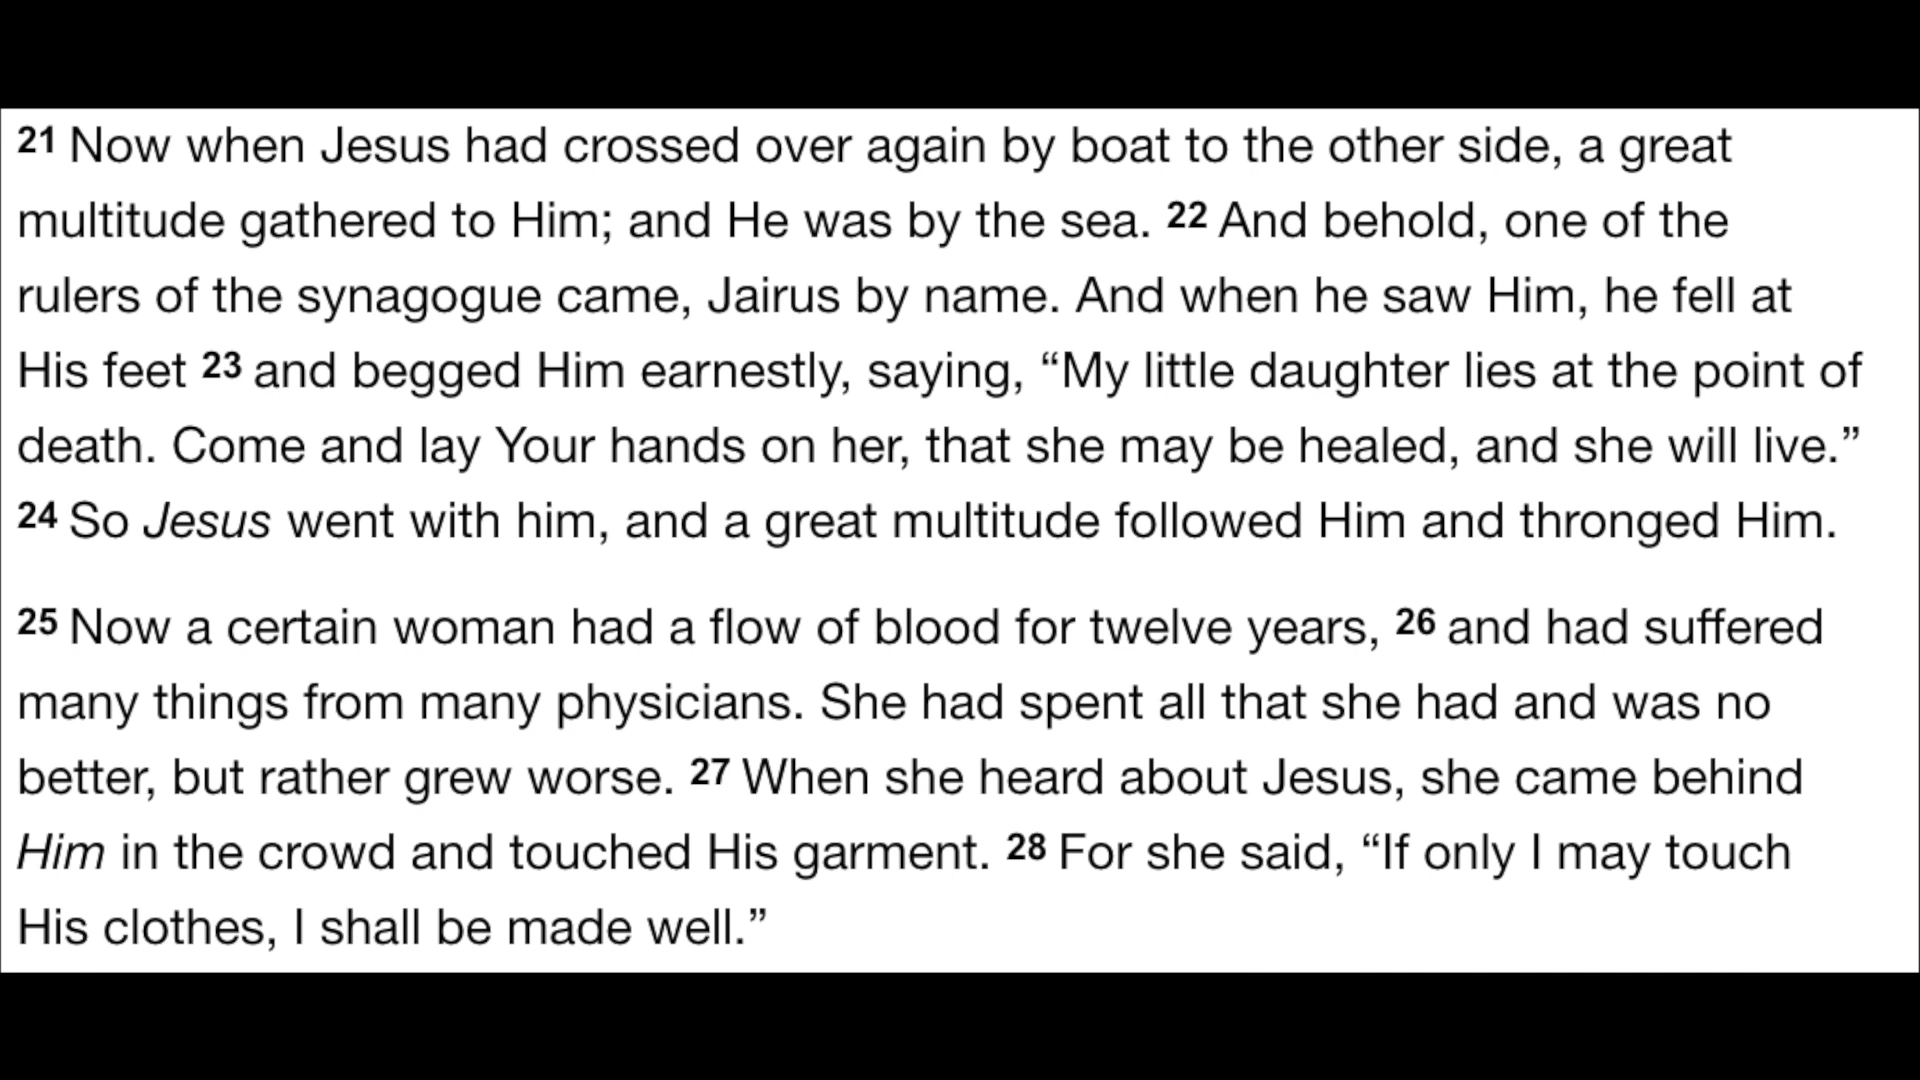 21 Now when Jesus had crossed over again by boat to the other side, a great
multitude gathered to Him; and He was by the sea. 22 And behold, one of the
rulers of the synagogue came, Jairus by name. And when he saw Him, he fell at
His feet 23 and begged Him earnestly, saying, “My little daughter lies at the point of
death. Come and lay Your hands on her, that she may be healed, and she will live.”
24 So Jesus went with him, and a great multitude followed Him and thronged Him.
25 Now a certain woman had a flow of blood for twelve years, 26 and had suffered
many things from many physicians. She had spent all that she had and was no
better, but rather grew worse. 27 When she heard about Jesus, she came behind
Him in the crowd and touched His garment. 28 For she said, “If only I may touch
His clothes, I shall be made well.”